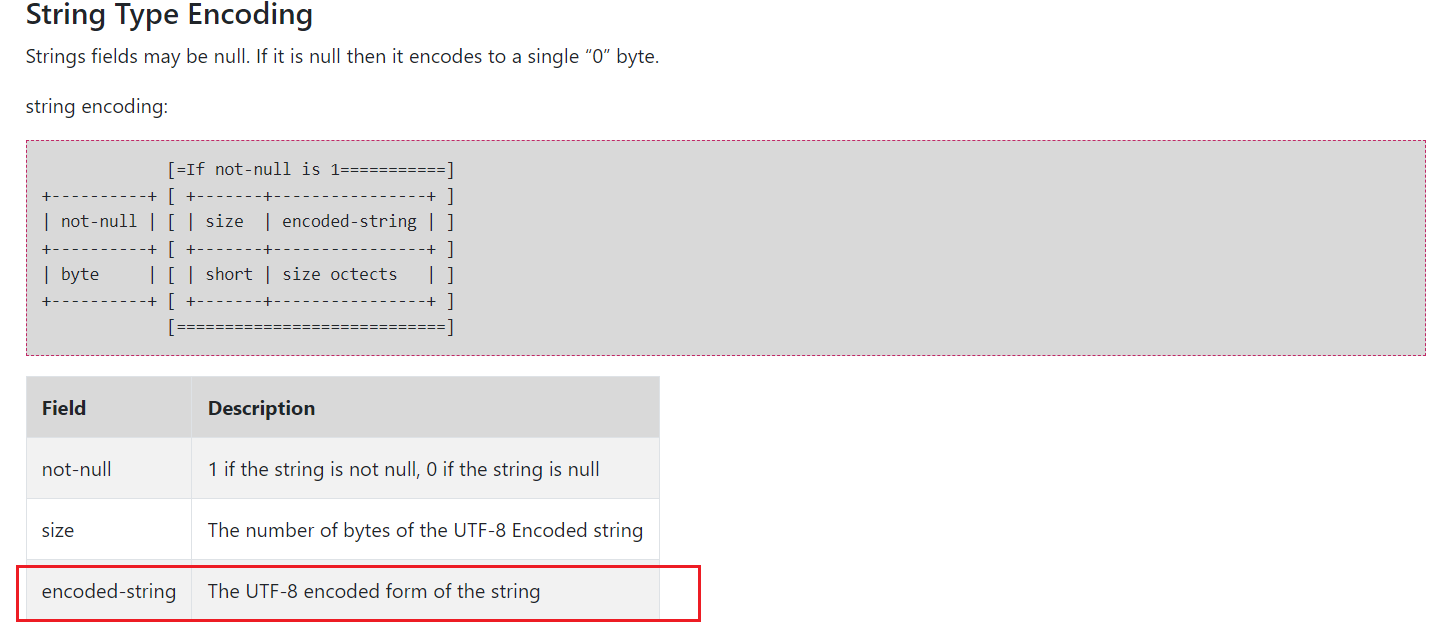 String Type Encoding
Strings fields may be null. If it is null then it encodes to a single “0” byte.
string encoding:
             [=If not-null is 1===========]
+----------+ [ +-------+----------------+ ]
| not-null | [ | size  | encoded-string | ]
+----------+ [ +-------+----------------+ ]
| byte     | [ | short | size octects   | ]
+----------+ [ +-------+----------------+ ]
             [============================]
Field Description
not-null 1 if the string is not null, 0 if the string is null
size The number of bytes of the UTF-8 Encoded string
encoded-string The UTF-8 encoded form of the string